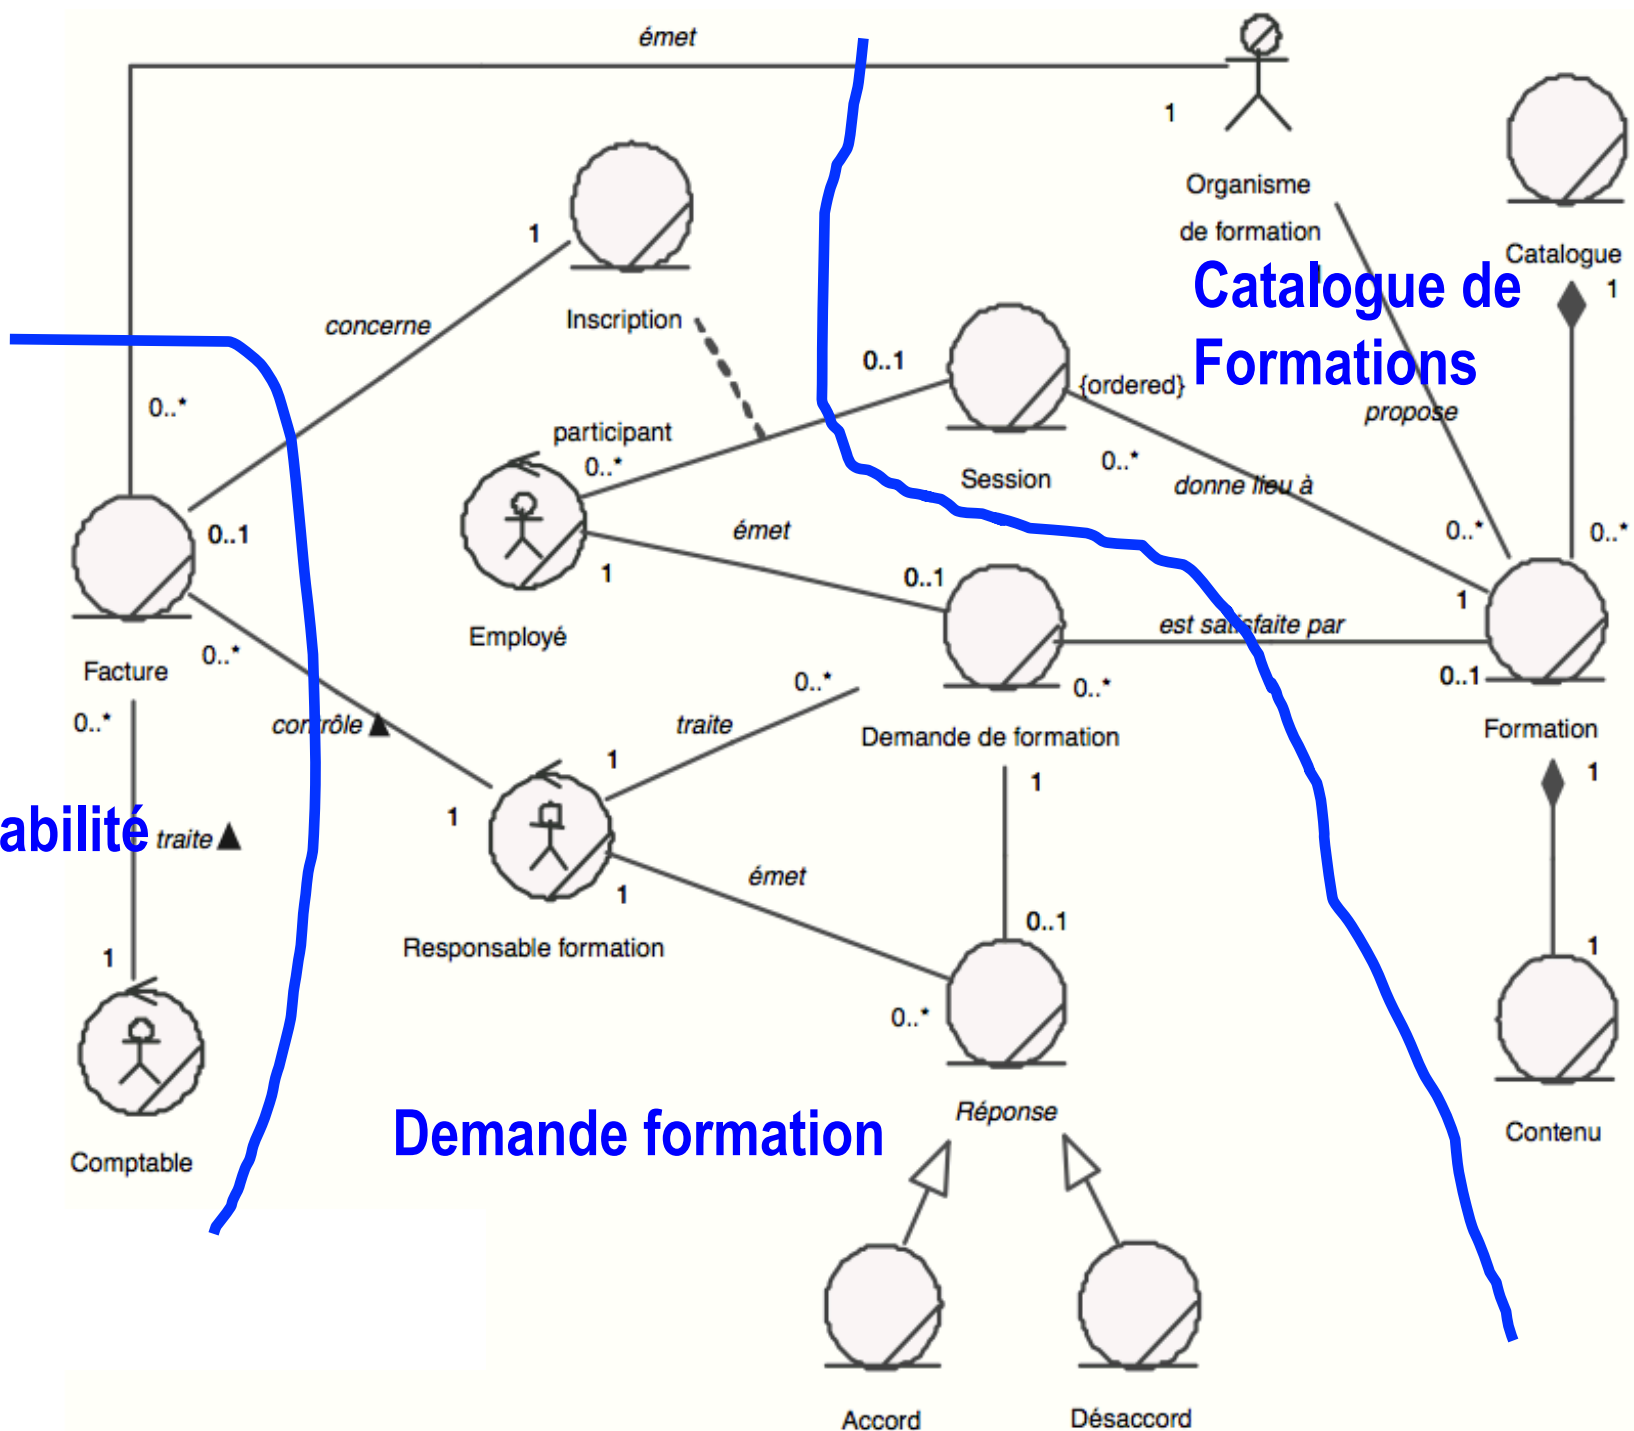 émet
1
Organisme
de formation
Catalogue
1
1
Inscription
concerne
Catalogue de
Formations
0..1
{ordered}
propose
0..*
participant
0..*
0..*
Session
donne lieu à
0..*
0..*
0..1
émet
1
0..1
1
Employé
est satisfaite par
0..*
Facture
0..*
0..1
0..*
contrôle
traite
Demande de formation
Formation
1
1
1
1
abilité
traite
émet
1
0..1
Responsable formation
1
1
0..*
Réponse
Demande formation
Contenu
Comptable
Accord
Désaccord